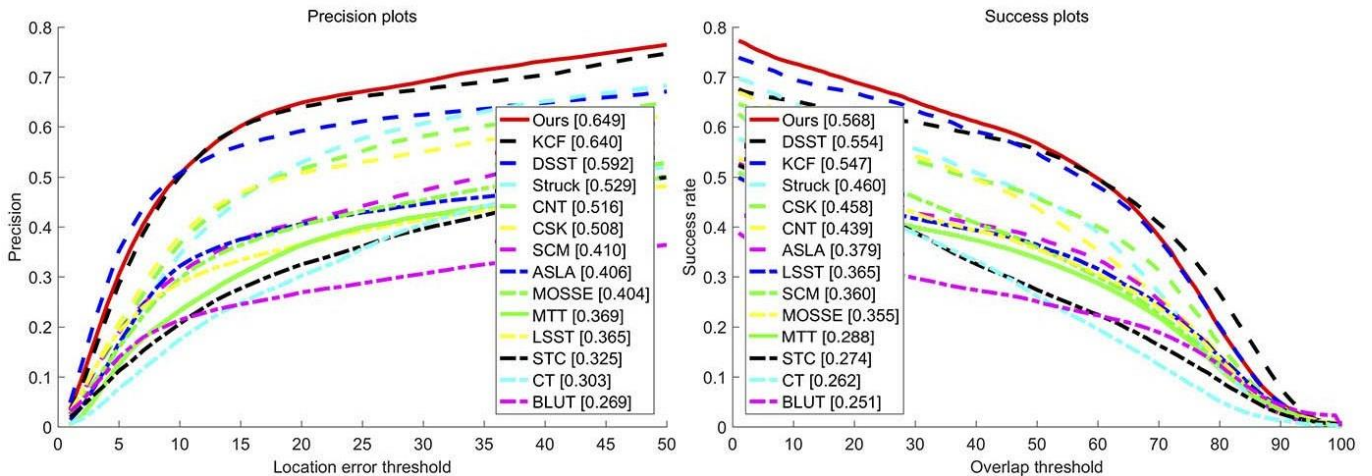 Precision plots
0.8
0.7
0.6
0.5
0.4
0.3
0.2
0.1
0
Precision
0
5
10
15
20
25
30
35
40
45
50
Location error threshold
Ours [0.649]
KCF [0.640]
DSST [0.592]
Struck [0.529]
CNT [0.516]
CSK [0.508]
SCM [0.410]
ASLA [0.406]
MOSSE [0.404]
MTT [0.369]
LSST [0.365]
STC [0.325]
CT [0.303]
BLUT [0.269]
Success plots
0.8
0.7
0.6
0.5
0.4
0.3
0.2
0.1
0
Success rate
0
10
20
30
40
50
60
70
80
90
100
Overlap threshold
Ours [0.568]
DSST [0.554]
KCF [0.547]
Struck [0.460]
CSK [0.458]
CNT [0.439]
ASLA [0.379]
LSST [0.365]
SCM [0.360]
MOSSE [0.355]
MTT [0.288]
STC [0.274]
CT [0.262]
BLUT [0.251]